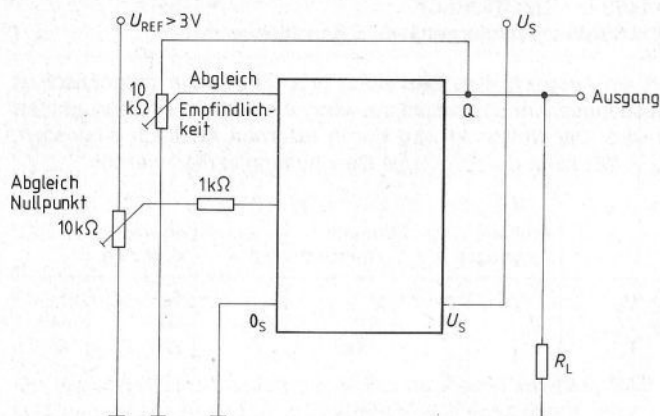 U_REF > 3V
U_S
10 kΩ
Abgleich
Empfindlich-
keit
Q
Ausgang
1kΩ
Abgleich
Nullpunkt
10kΩ
0_S
U_S
R_L